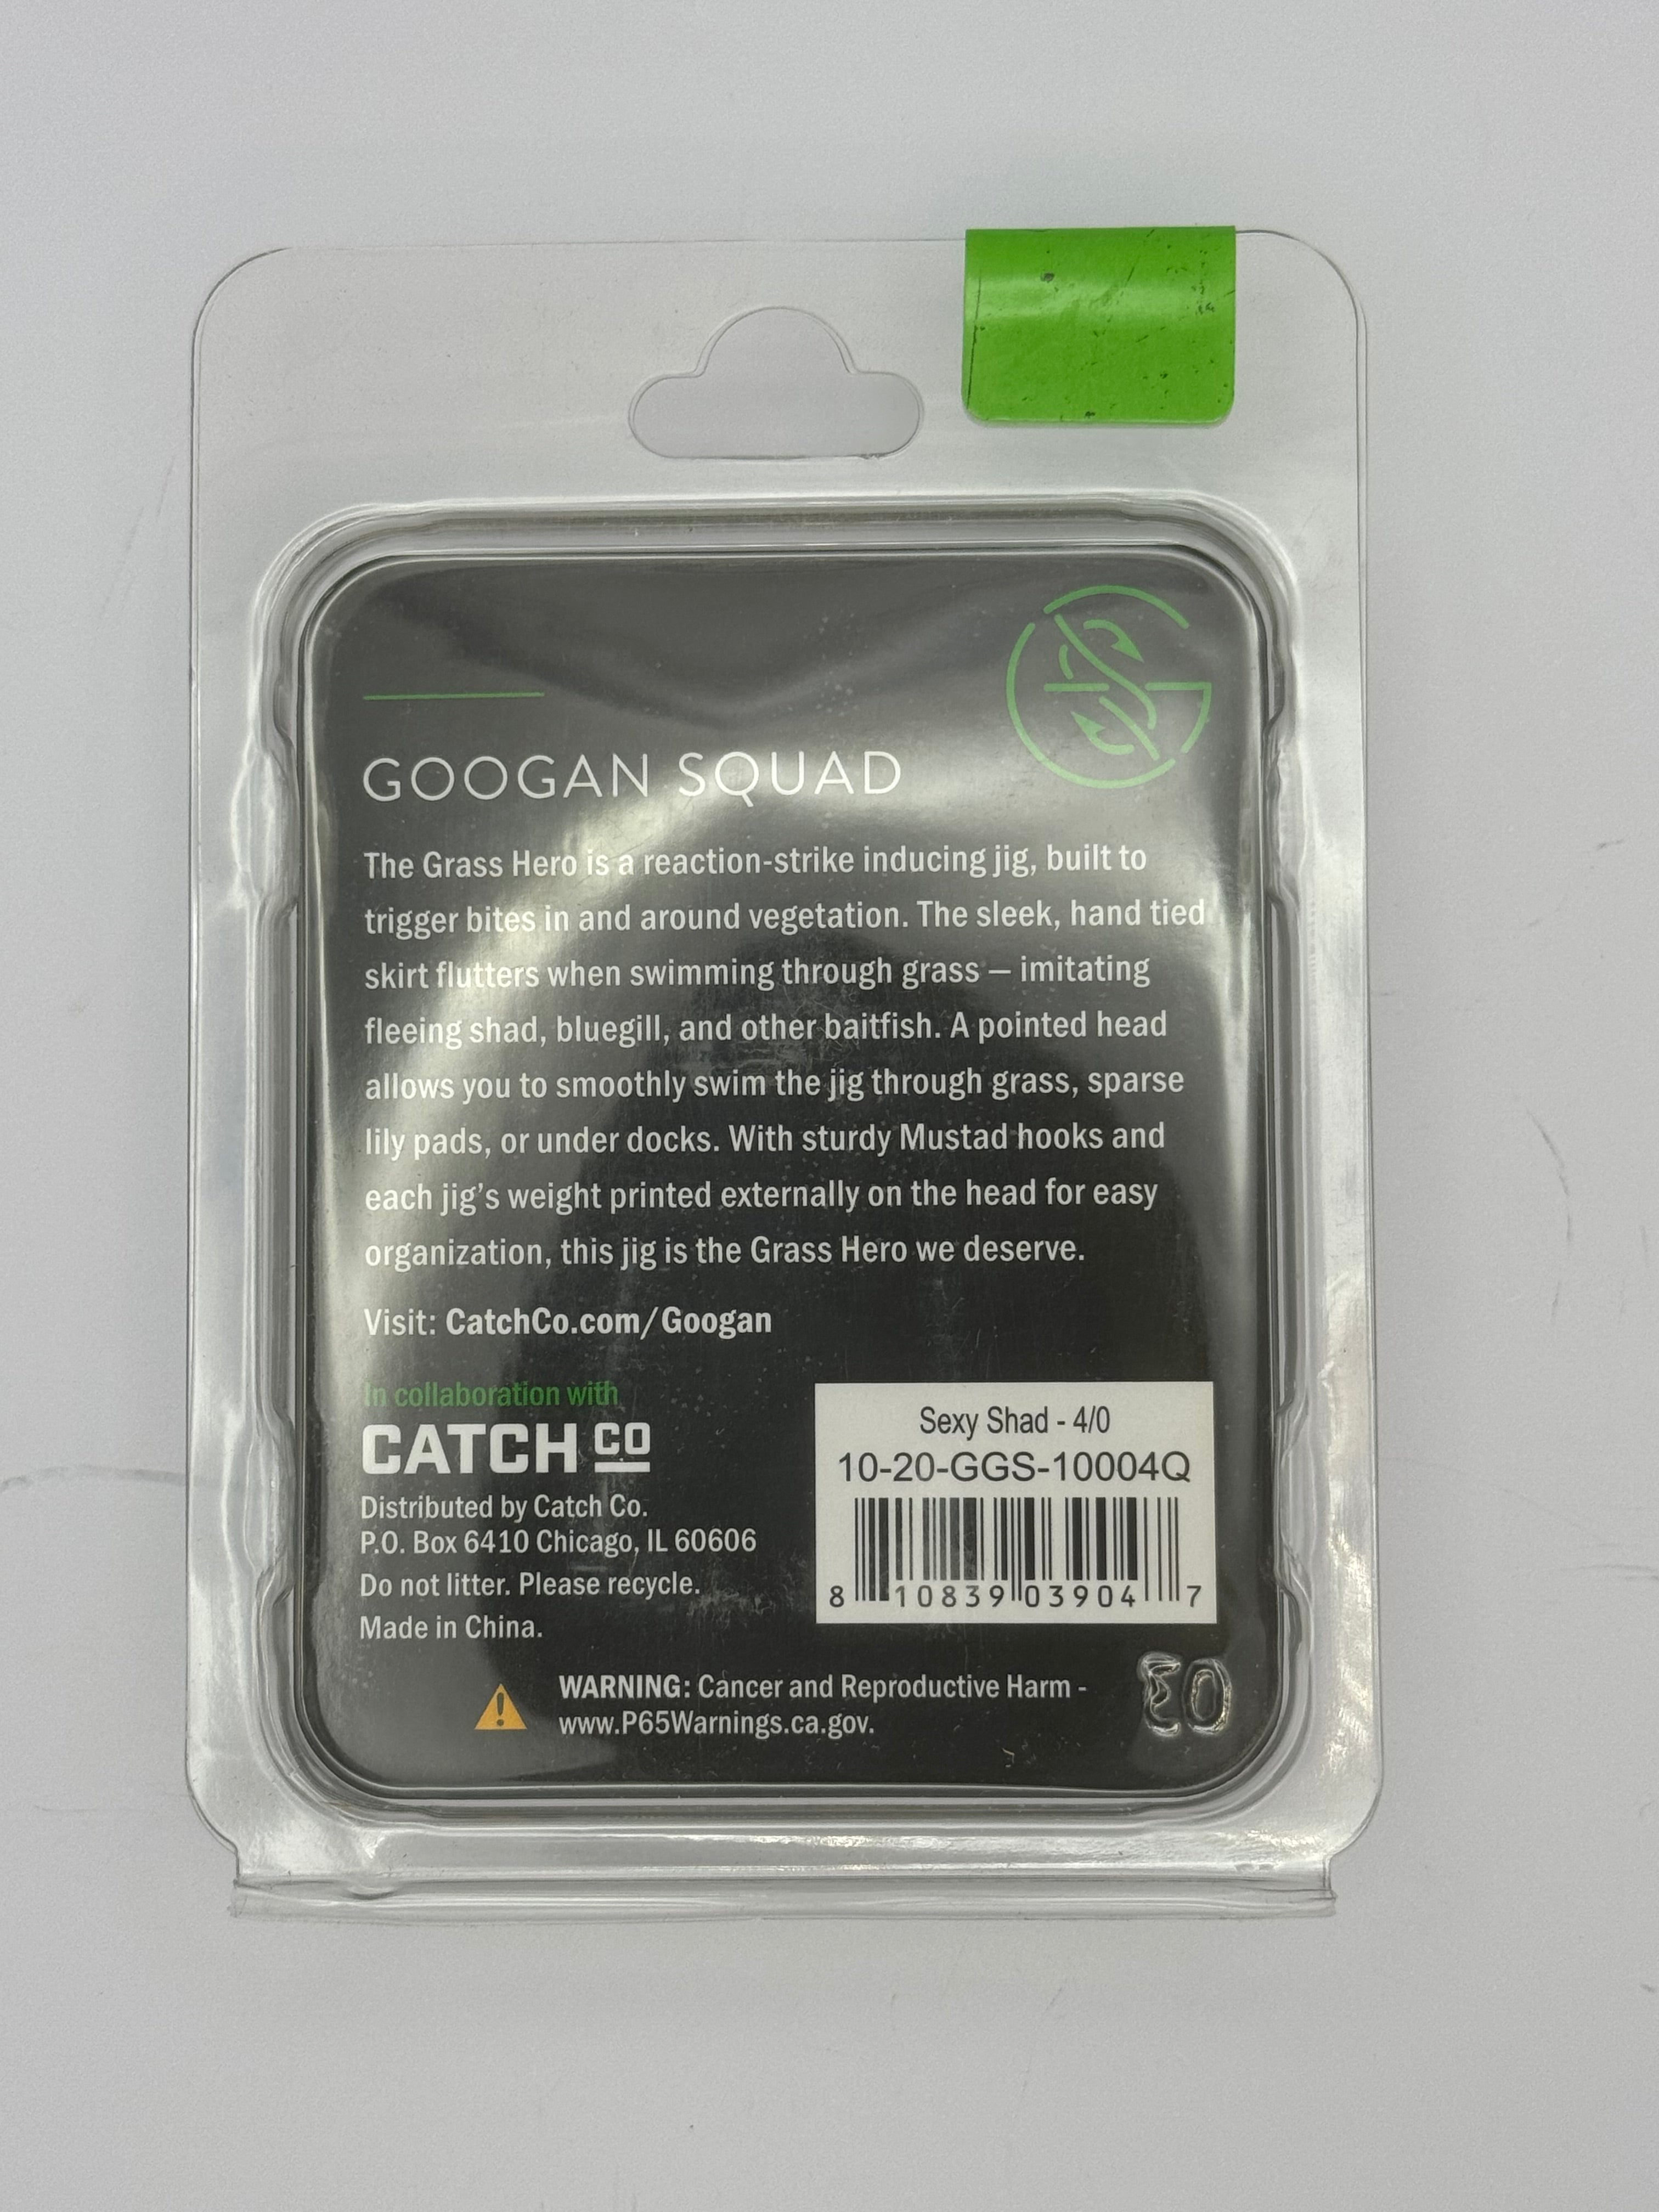 GOOGAN SQUAD
The Grass Hero is a reaction-strike inducing jig, built to
trigger bites in and around vegetation. The sleek, hand tied
skirt flutters when swimming through grass — imitating
fleeing shad, bluegill, and other baitfish. A pointed head
allows you to smoothly swim the jig through grass, sparse
lily pads, or under docks. With sturdy Mustad hooks and
each jig's weight printed externally on the head for easy
organization, this jig is the Grass Hero we deserve.
Visit: CatchCo.com/Googan
In collaboration with
CATCH CO
Distributed by Catch Co.
P.O. Box 6410 Chicago, IL 60606
Do not litter. Please recycle.
Made in China.
Sexy Shad - 4/0
10-20-GGS-10004Q
8 10839 03904 7
WARNING: Cancer and Reproductive Harm -
www.P65Warnings.ca.gov.
03